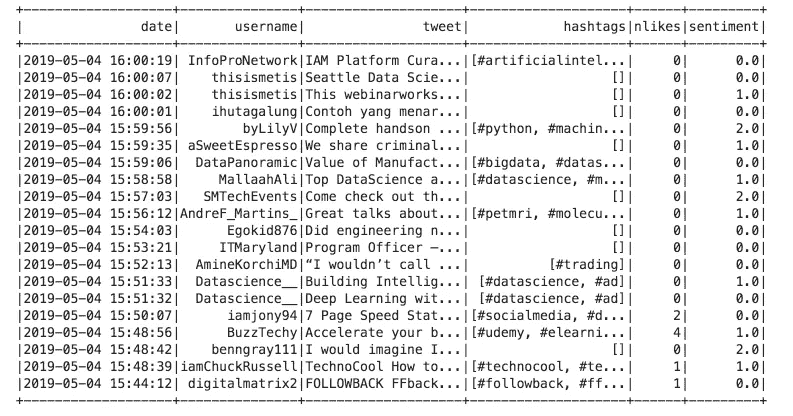 +-------------------+---------------+--------------------+--------------------+------+---------+
|               date|       username|               tweet|            hashtags|nlikes|sentiment|
+-------------------+---------------+--------------------+--------------------+------+---------+
|2019-05-04 16:00:19| InfoProNetwork|IAM Platform Cura...|[#artificialintel...|     0|      0.0|
|2019-05-04 16:00:07|    thisismetis|Seattle Data Scie...|                  []|     0|      0.0|
|2019-05-04 16:00:02|    thisismetis|This webinarworks...|                  []|     0|      1.0|
|2019-05-04 16:00:01|   ihutagalung|Contoh yang menar...|                  []|     0|      0.0|
|2019-05-04 15:59:56|        byLilyV|Complete handson ...|[#python, #machin...|     0|      2.0|
|2019-05-04 15:59:35| aSweetEspresso|We share criminal...|                  []|     0|      1.0|
|2019-05-04 15:59:06|  DataPanoramic|Value of Manufact...|[#bigdata, #datas...|     0|      0.0|
|2019-05-04 15:58:58|     MallaahAli|Top DataScience a...|[#datascience, #m...|     0|      1.0|
|2019-05-04 15:57:03|   SMTechEvents|Come check out th...|                  []|     0|      2.0|
|2019-05-04 15:56:12|AndreF_Martins_|Great talks about...|[#petmri, #molecu...|     0|      1.0|
|2019-05-04 15:54:03|      Egokid876|Did engineering n...|                  []|     0|      0.0|
|2019-05-04 15:53:21|     ITMaryland|Program Officer –...|                  []|     0|      0.0|
|2019-05-04 15:52:13|  AmineKorchiMD|“I wouldn’t call ...|          [#trading]|     0|      0.0|
|2019-05-04 15:51:33|  Datascience__|Building Intellig...| [#datascience, #ad]|     0|      1.0|
|2019-05-04 15:51:32|  Datascience__|Deep Learning wit...| [#datascience, #ad]|     0|      0.0|
|2019-05-04 15:50:07|      iamjony94|7 Page Speed Stat...|[#socialmedia, #d...|     2|      0.0|
|2019-05-04 15:48:56|      BuzzTechy|Accelerate your b...|[#udemy, #elearni...|     4|      1.0|
|2019-05-04 15:48:42|    benngray111|I would imagine I...|                  []|     0|      2.0|
|2019-05-04 15:48:39|iamChuckRussell|TechnoCool How to...|[#technocool, #te...|     1|      1.0|
|2019-05-04 15:44:12| digitalmatrix2|FOLLOWBACK FFback...|[#followback, #ff...|     1|      0.0|
+-------------------+---------------+--------------------+--------------------+------+---------+